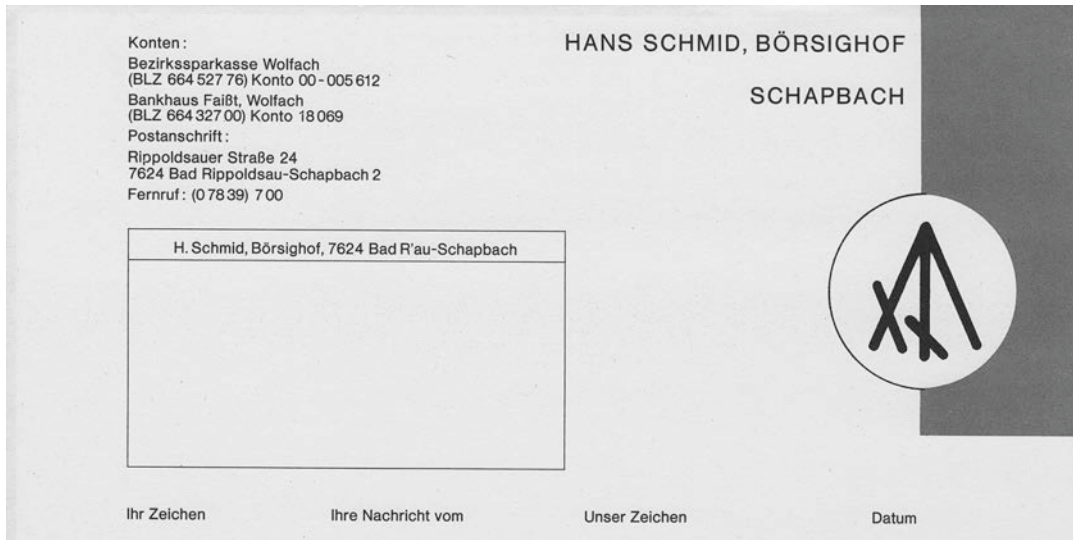 Konten:
Bezirkssparkasse Wolfach
(BLZ 664 527 76) Konto 00-005 612
Bankhaus Faißt, Wolfach
(BLZ 664 327 00) Konto 18 069
Postanschrift:
Rippoldsauer Straße 24
7624 Bad Rippoldsau-Schapbach 2
Fernruf: (0 78 39) 7 00
HANS SCHMID, BÖRSIGHOF
SCHAPBACH
H. Schmid, Börsighof, 7624 Bad R'au-Schapbach
Ihr Zeichen Ihre Nachricht vom Unser Zeichen Datum